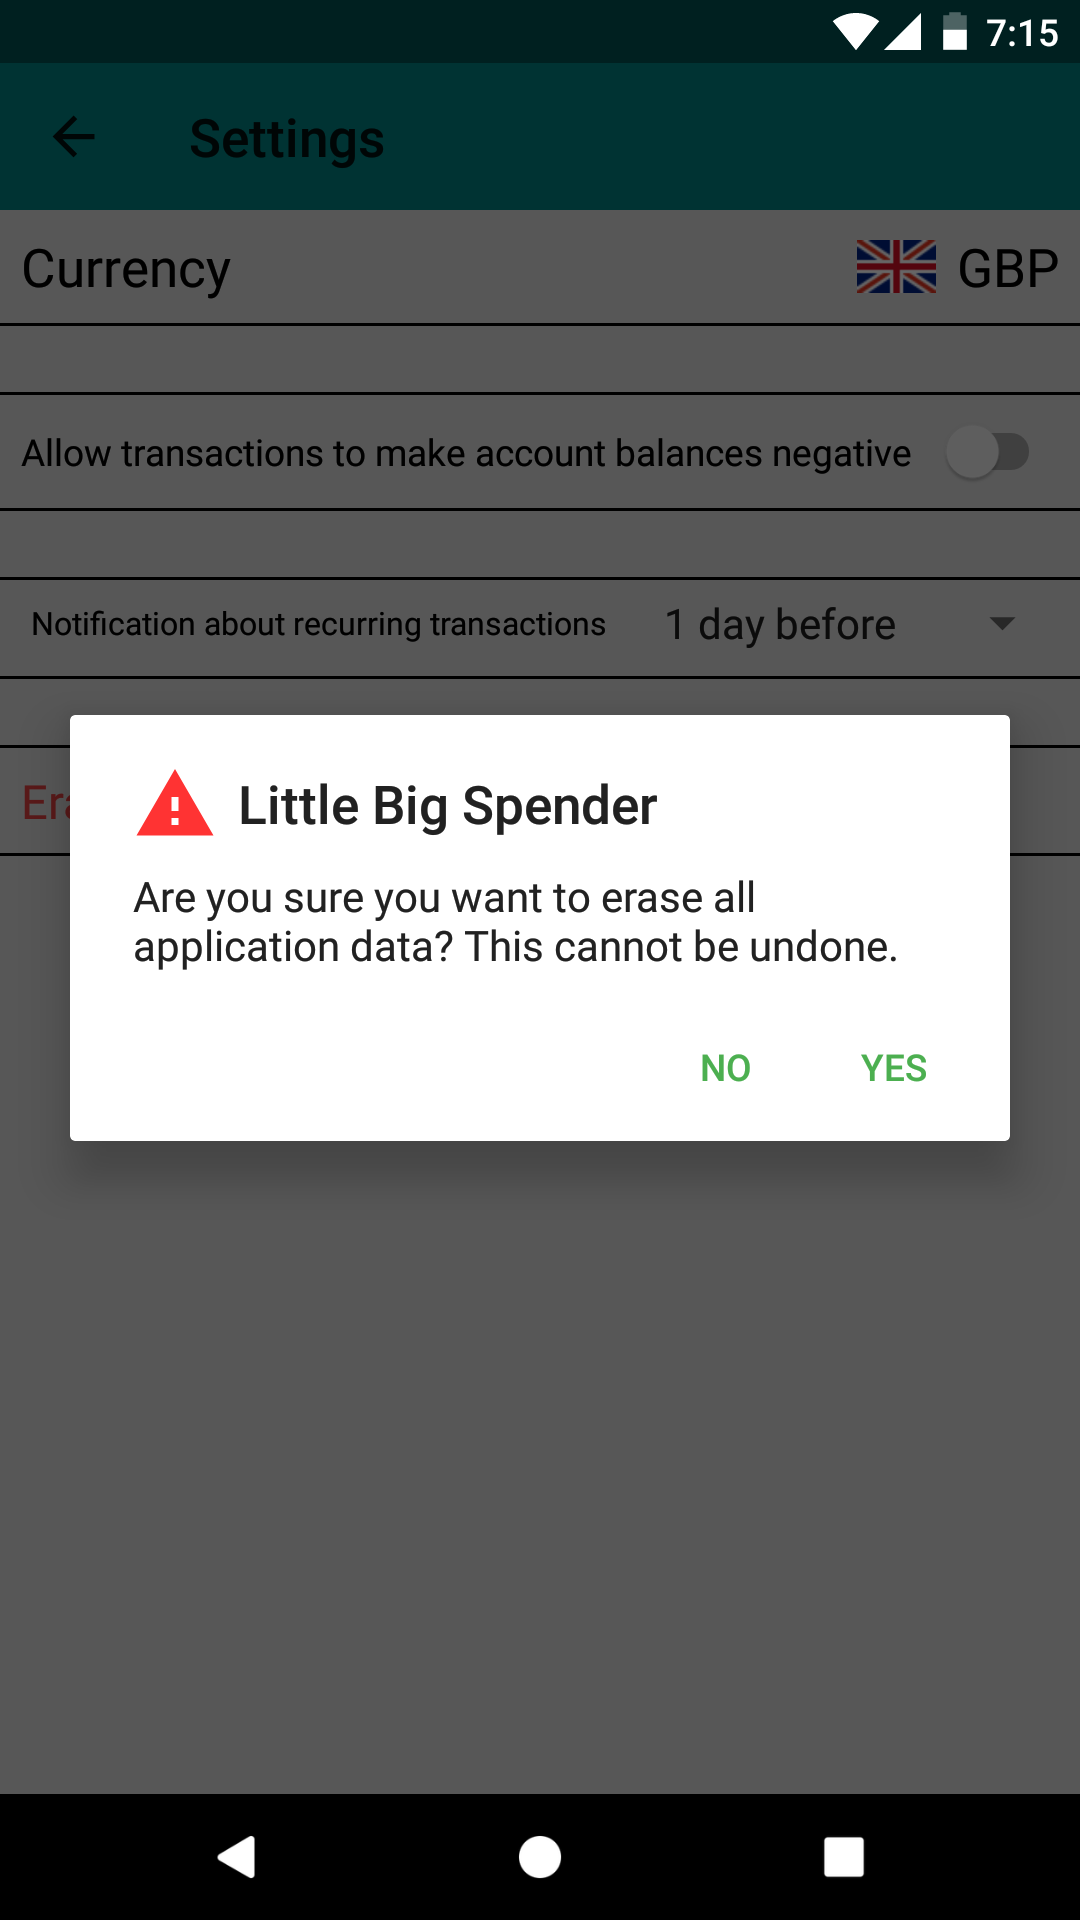 7:15
Settings
Currency GBP
Allow transactions to make account balances negative
Notification about recurring transactions 1 day before
Little Big Spender
Are you sure you want to erase all
application data? This cannot be undone.
NO YES